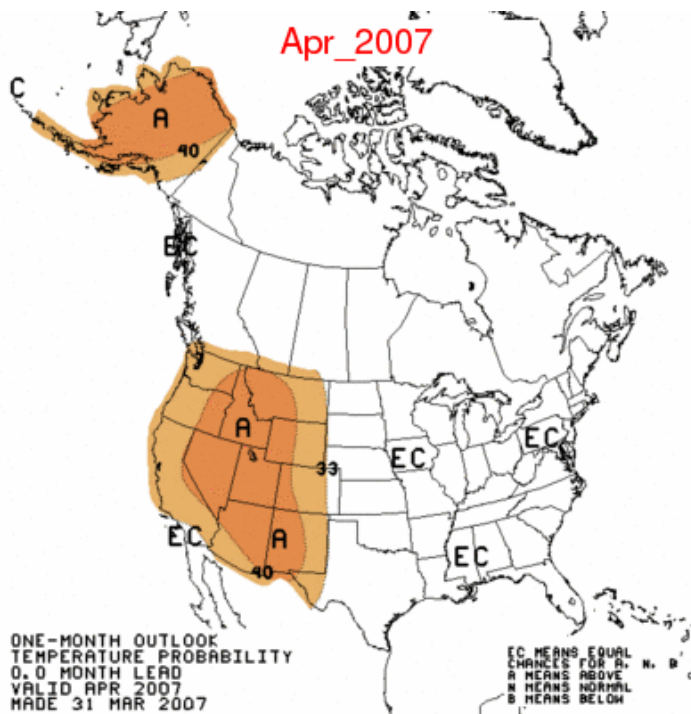 Apr_2007
C
A
40
EC
A
33
EC
EC
EC
A
EC
40
ONE-MONTH OUTLOOK
TEMPERATURE PROBABILITY
0.0 MONTH LEAD
VALID APR 2007
MADE 31 MAR 2007
EC MEANS EQUAL
CHANCES FOR A, N, B
A MEANS ABOVE
N MEANS NORMAL
B MEANS BELOW